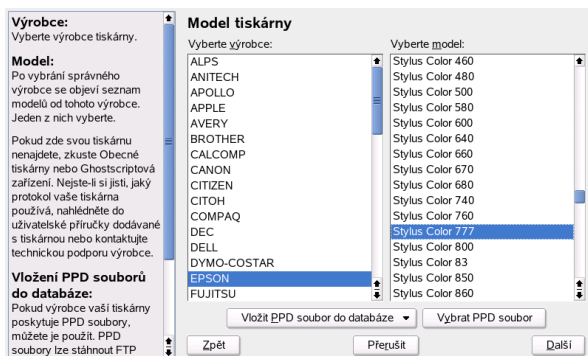 Výrobce:
Vyberte výrobce tiskárny.
Model:
Po vybrání správného
výrobce se objeví seznam
modelů od tohoto výrobce.
Jeden z nich vyberte.
Pokud zde svou tiskárnu
nenajdete, zkuste Obecné
tiskárny nebo Ghostscriptová
zařízení. Nejste-li si jisti, jaký
protokol vaše tiskárna
používá, nahlédněte do
uživatelské příručky dodávané
s tiskárnou nebo kontaktujte
technickou podporu výrobce.
Vložení PPD souborů
do databáze:
Pokud výrobce vaší tiskárny
poskytuje PPD soubory,
můžete je použít. PPD
soubory lze stáhnout FTP
Model tiskárny
Vyberte výrobce:
ALPS
ANITECH
APOLLO
APPLE
AVERY
BROTHER
CALCOMP
CANON
CITIZEN
CITOH
COMPAQ
DEC
DELL
DYMO-COSTAR
EPSON
FUJITSU
Vyberte model:
Stylus Color 460
Stylus Color 480
Stylus Color 500
Stylus Color 580
Stylus Color 600
Stylus Color 640
Stylus Color 660
Stylus Color 670
Stylus Color 680
Stylus Color 740
Stylus Color 760
Stylus Color 777
Stylus Color 800
Stylus Color 83
Stylus Color 850
Stylus Color 860
Vložit PPD soubor do databáze
Vybrat PPD soubor
Zpět
Přerušit
Další